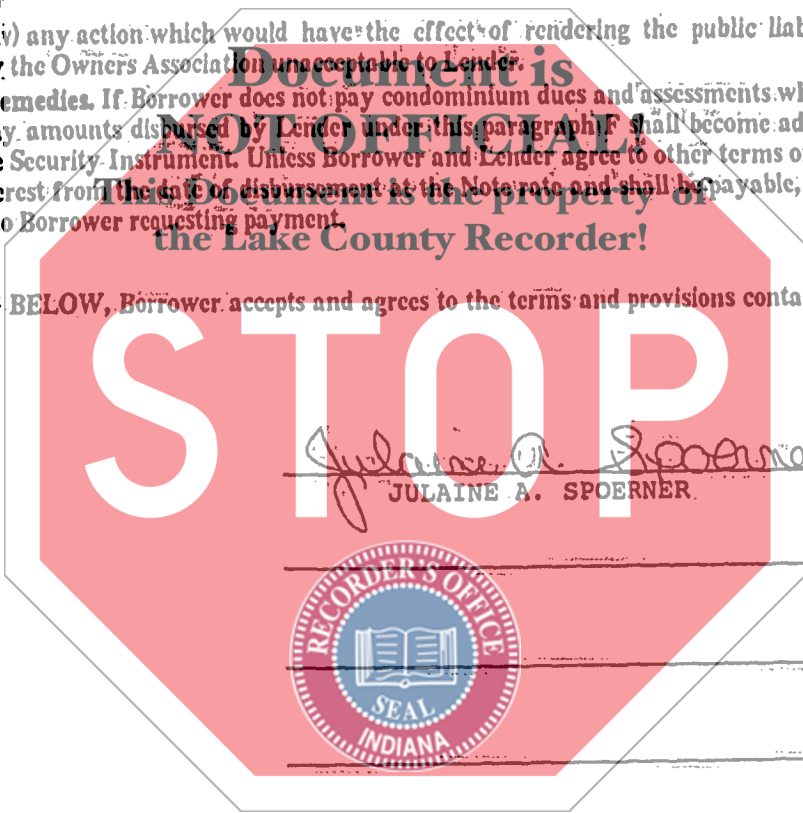 v) any action which would have the effect of rendering the public liab
the Owners Association unacceptable to Lender.
Document is
emedies. If Borrower does not pay condominium dues and assessments wh
y amounts disbursed by Lender under this paragraph F shall become ad
NOT OFFICIAL!
e Security Instrument. Unless Borrower and Lender agree to other terms o
erest from the date of disbursement at the Note rate and shall be payable,
This Document is the property of
o Borrower requesting payment.
the Lake County Recorder!
BELOW, Borrower accepts and agrees to the terms and provisions conta
STOP
Julaine A. Spoerne
JULAINE A. SPOERNER
RECORDER'S OFFICE
SEAL
INDIANA